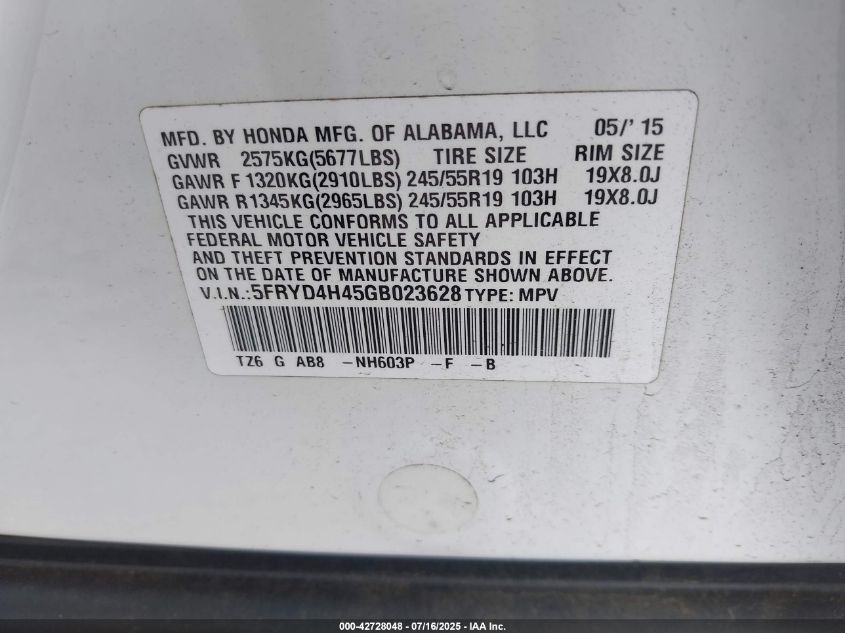 MFD. BY HONDA MFG. OF ALABAMA, LLC 05/' 15
GVWR 2575KG(5677LBS) TIRE SIZE RIM SIZE
GAWR F 1320KG(2910LBS) 245/55R19 103H 19X8.0J
GAWR R1345KG(2965LBS) 245/55R19 103H 19X8.0J
THIS VEHICLE CONFORMS TO ALL APPLICABLE
FEDERAL MOTOR VEHICLE SAFETY
AND THEFT PREVENTION STANDARDS IN EFFECT
ON THE DATE OF MANUFACTURE SHOWN ABOVE.
V.I.N.:5FRYD4H45GB023628 TYPE: MPV
TZ6 G AB8 -NH603P -F -B
000-42728048 - 07/16/2025 - IAA Inc.